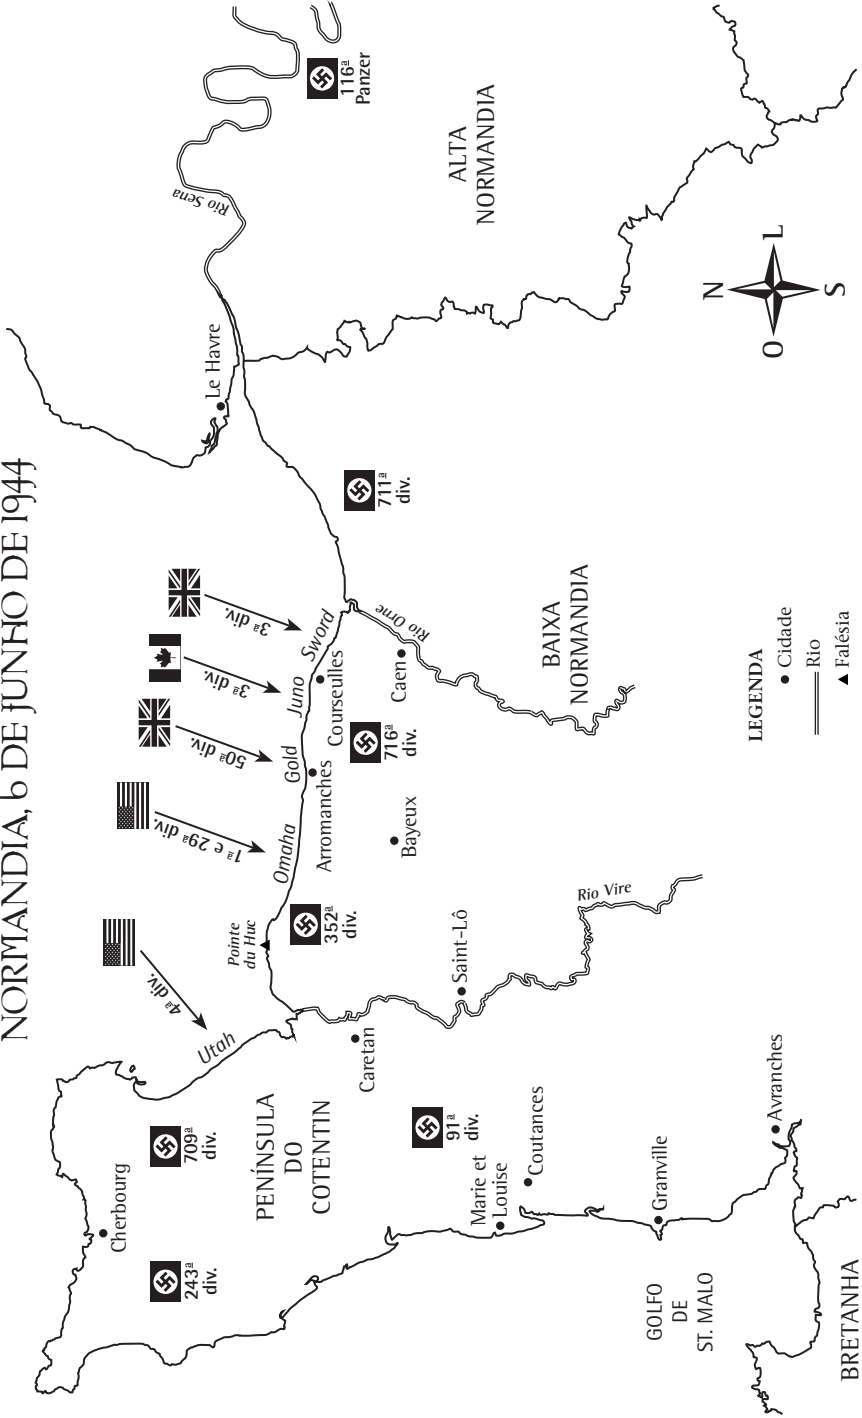 NORMANDIA, 6 DE JUNHO DE 1944
Cherbourg
243ª
div.
709ª
div.
PENÍNSULA
DO
COTENTIN
Utah
4ª div.
Pointe
du Huc
352ª
div.
Omaha
1ª e 29ª div.
Gold
50ª div.
Juno
3ª div.
Sword
3ª div.
Arromanches
Courseulles
716ª
div.
Bayeux
Caen
Rio Orne
711ª
div.
Le Havre
Rio Sena
116ª
Panzer
ALTA
NORMANDIA
BAIXA
NORMANDIA
Caretan
Saint-Lô
Rio Vire
91ª
div.
Marie et
Louise
Coutances
Granville
Avranches
GOLFO
DE
ST. MALO
BRETANHA
LEGENDA
Cidade
Rio
Falésia
N
O
L
S